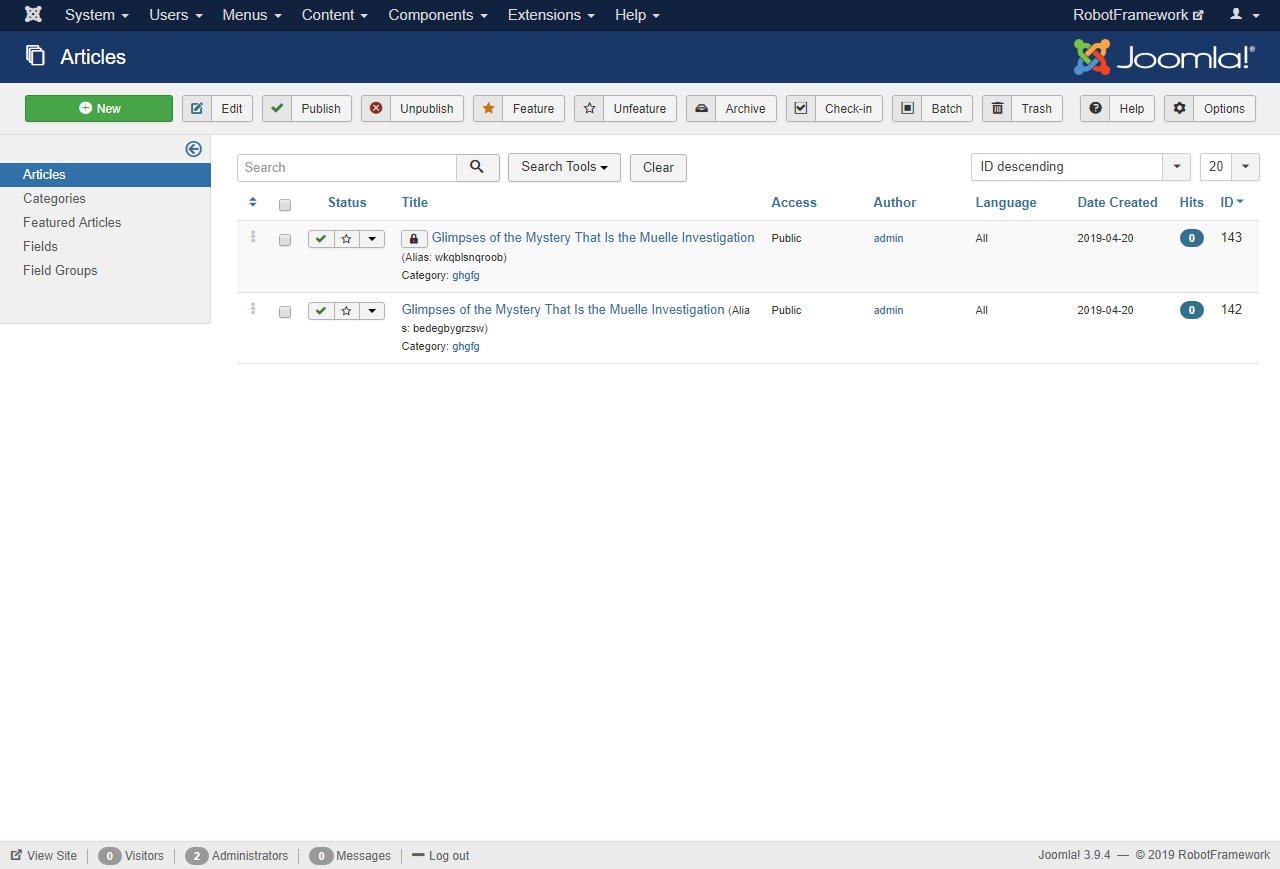 System Users Menus Content Components Extensions Help RobotFramework
Articles Joomla!®
New Edit Publish Unpublish Feature Unfeature Archive Check-in Batch Trash Help Options
Articles
Categories
Featured Articles
Fields
Field Groups
Search Search Tools Clear ID descending 20
Status Title Access Author Language Date Created Hits ID
Glimpses of the Mystery That Is the Muelle Investigation Public admin All 2019-04-20 0 143
(Alias: wkqblsnqroob)
Category: ghgfg
Glimpses of the Mystery That Is the Muelle Investigation (Alia Public admin All 2019-04-20 0 142
s: bedegbygrzsw)
Category: ghgfg
View Site 0 Visitors 2 Administrators 0 Messages Log out Joomla! 3.9.4 — © 2019 RobotFramework